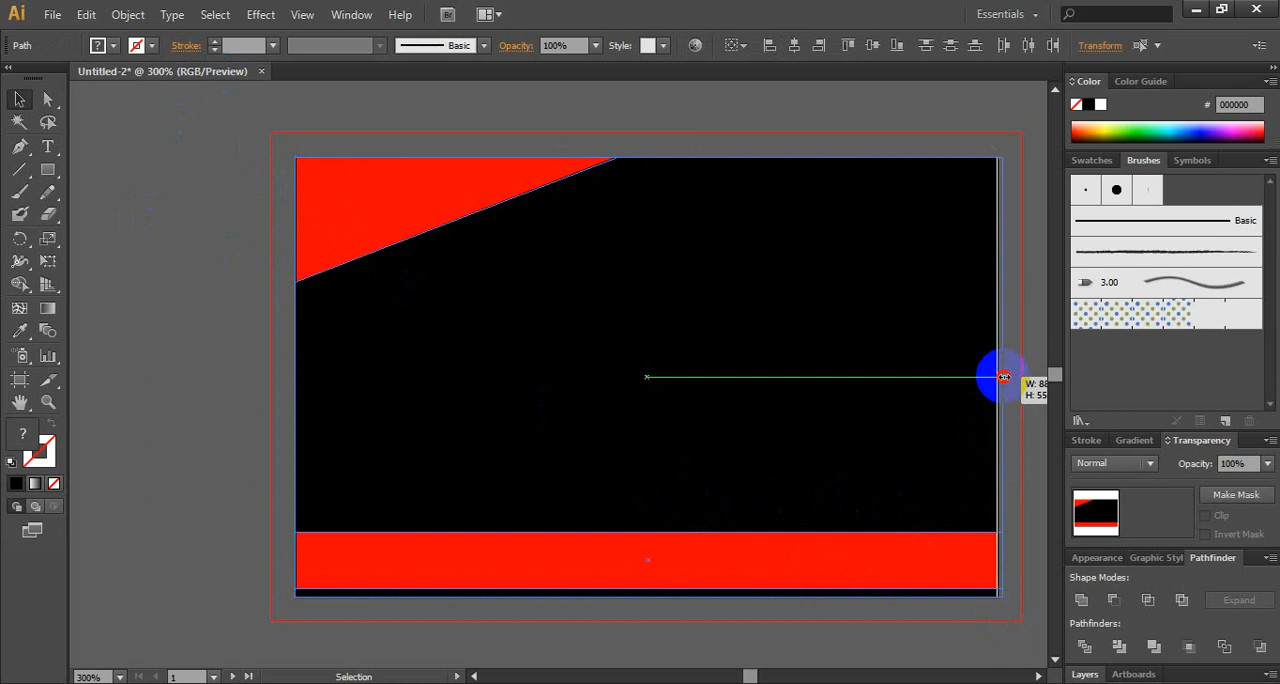 Ai File Edit Object Type Select Effect View Window Help Br Essentials
Path ? Stroke: Basic Opacity: 100% Style: Transform
Untitled-2* @ 300% (RGB/Preview) ×
Color Color Guide
# 000000
Swatches Brushes Symbols
Basic
3.00
W: 88
H: 55
?
Stroke Gradient Transparency
Normal Opacity: 100%
Make Mask
Clip
Invert Mask
Appearance Graphic Styl Pathfinder
Shape Modes:
Expand
Pathfinders:
Layers Artboards
300% 1 Selection